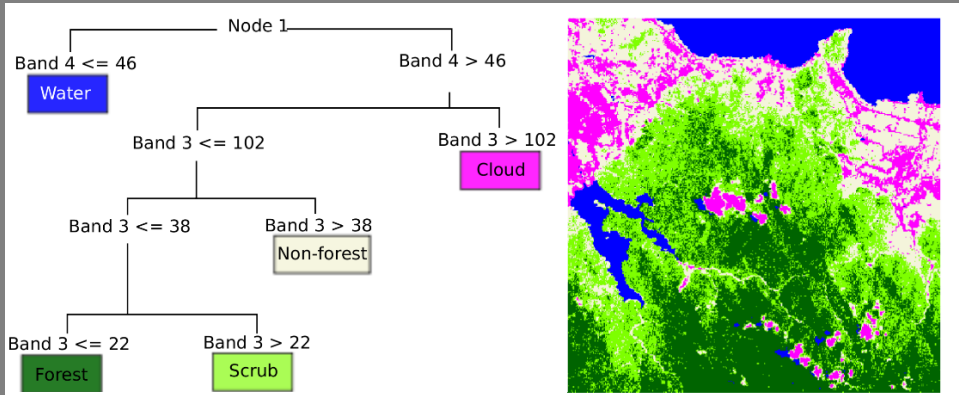 Node 1
Band 4 <= 46
Band 4 > 46
Water
Band 3 <= 102
Band 3 > 102
Cloud
Band 3 <= 38
Band 3 > 38
Non-forest
Band 3 <= 22
Band 3 > 22
Forest
Scrub